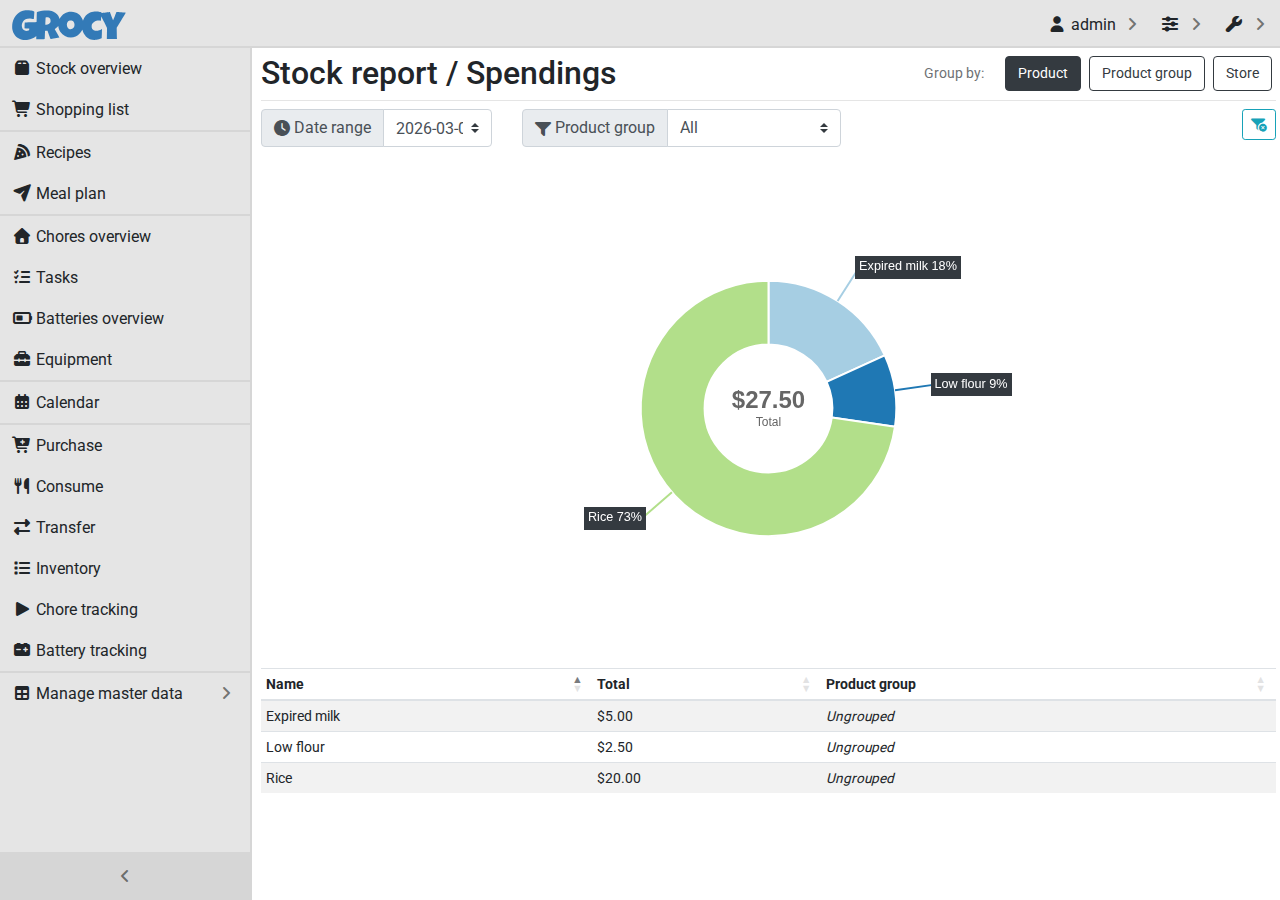 GROCY
admin
Stock overview
Shopping list
Recipes
Meal plan
Chores overview
Tasks
Batteries overview
Equipment
Calendar
Purchase
Consume
Transfer
Inventory
Chore tracking
Battery tracking
Manage master data
Stock report / Spendings
Group by: Product Product group Store
Date range 2026-03-0 Product group All
Expired milk 18%
Low flour 9%
$27.50
Total
Rice 73%
Name Total Product group
Expired milk $5.00 Ungrouped
Low flour $2.50 Ungrouped
Rice $20.00 Ungrouped